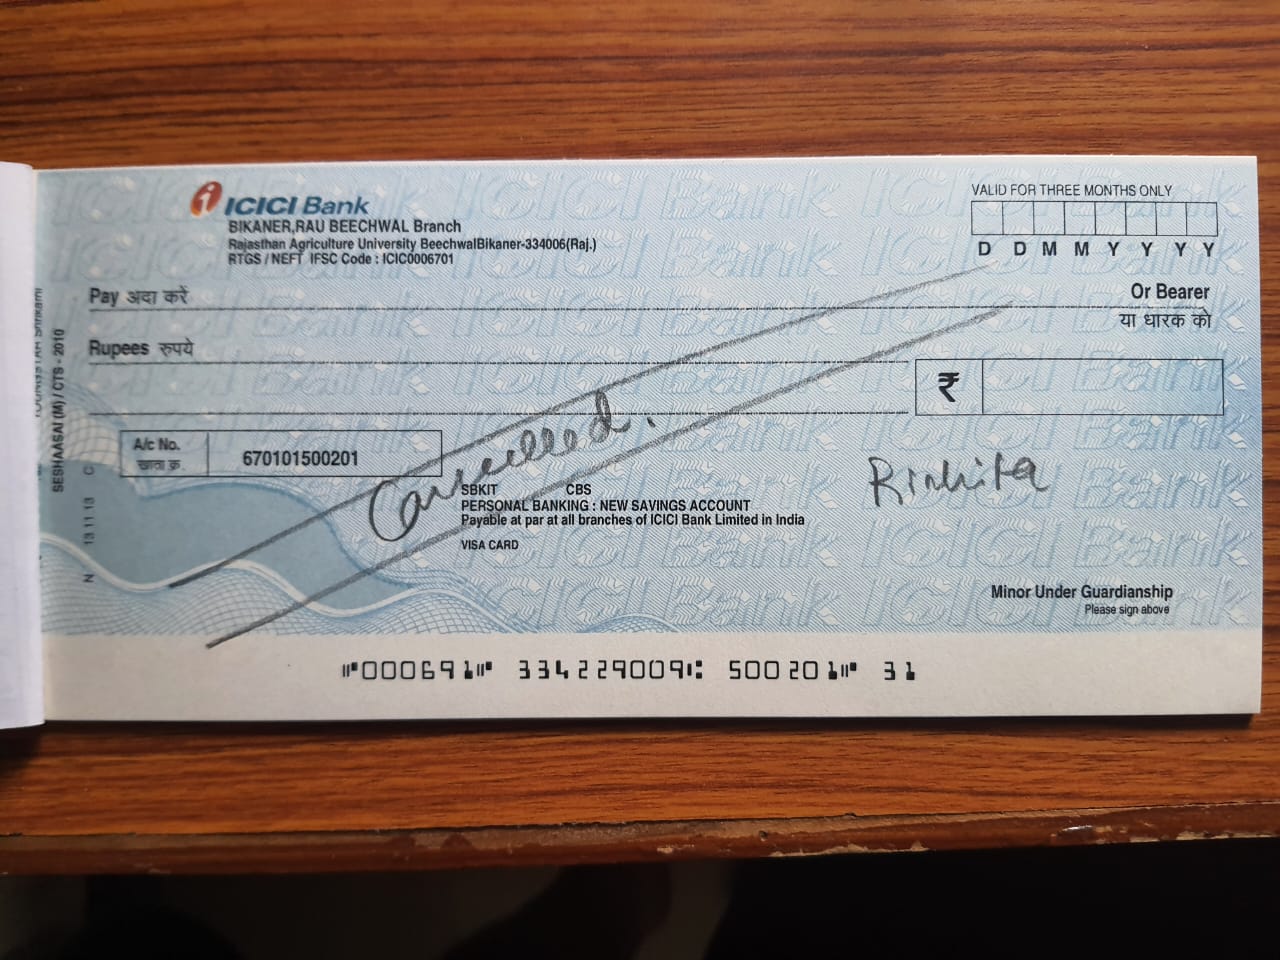 ICICI Bank
BIKANER,RAU BEECHWAL Branch
Rajasthan Agriculture University BeechwalBikaner-334006(Raj.)
RTGS / NEFT IFSC Code : ICIC0006701
VALID FOR THREE MONTHS ONLY
D D M M Y Y Y Y
Pay अदा करें
Or Bearer
या धारक को
Rupees रुपये
₹
A/c No.
खाता क्र.
670101500201
Cancelled.
SBKIT CBS
PERSONAL BANKING : NEW SAVINGS ACCOUNT
Payable at par at all branches of ICICI Bank Limited in India
VISA CARD
Minor Under Guardianship
Please sign above
SESHAASAI (M) / CTS - 2010
N 13 11 13 C
⑈000691⑈ 334229009⑆ 500201⑈ 31